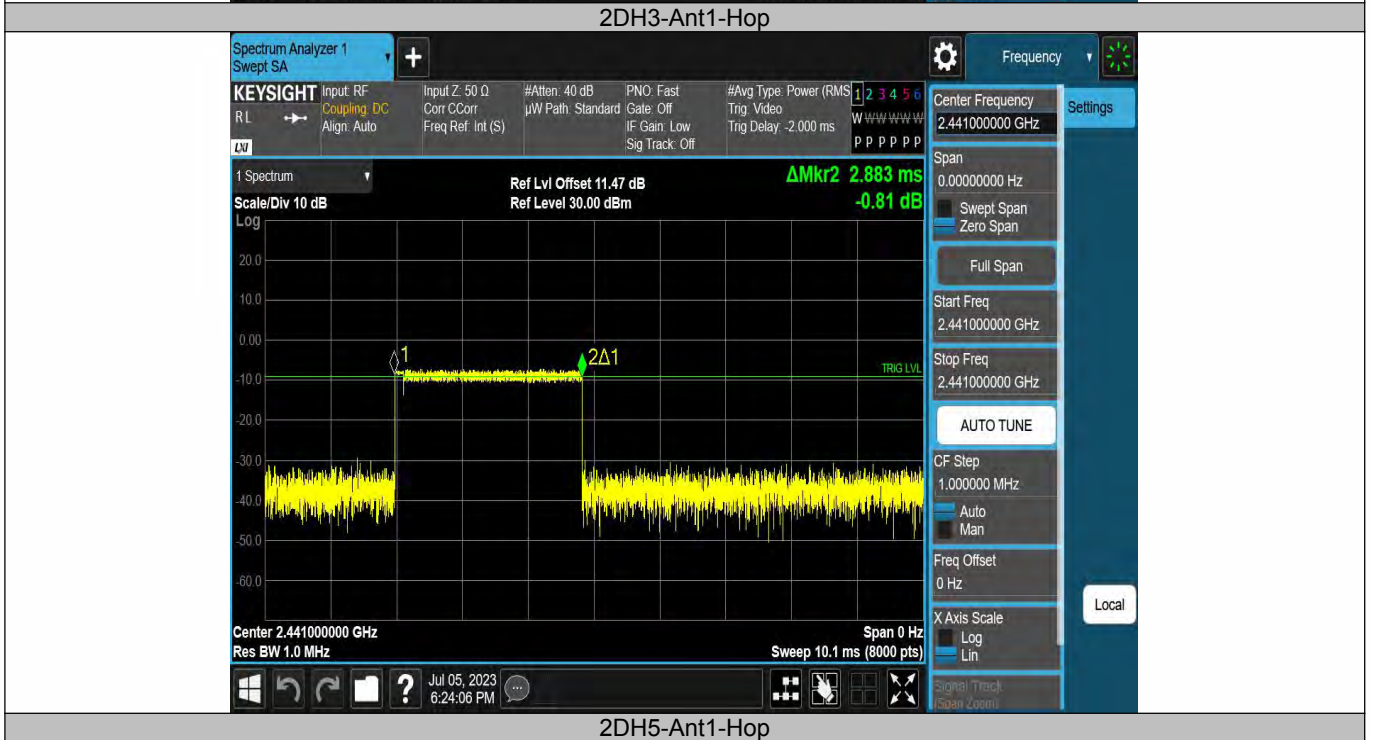 2DH3-Ant1-Hop
Spectrum Analyzer 1
Swept SA
Frequency
KEYSIGHT
RL
LXI
Input: RF
Coupling: DC
Align: Auto
Input Z: 50 Ω
Corr CCorr
Freq Ref: Int (S)
#Atten: 40 dB
µW Path: Standard
PNO: Fast
Gate: Off
IF Gain: Low
Sig Track: Off
#Avg Type: Power (RMS
Trig: Video
Trig Delay: -2.000 ms
1 2 3 4 5 6
W W W W W W
P P P P P P
1 Spectrum
Scale/Div 10 dB
Log
Ref Lvl Offset 11.47 dB
Ref Level 30.00 dBm
ΔMkr2 2.883 ms
-0.81 dB
20.0
10.0
0.00
-10.0
-20.0
-30.0
-40.0
-50.0
-60.0
1
2Δ1
TRIG LVL
Center 2.441000000 GHz
Res BW 1.0 MHz
Span 0 Hz
Sweep 10.1 ms (8000 pts)
Jul 05, 2023
6:24:06 PM
?
Center Frequency
2.441000000 GHz
Settings
Span
0.00000000 Hz
Swept Span
Zero Span
Full Span
Start Freq
2.441000000 GHz
Stop Freq
2.441000000 GHz
AUTO TUNE
CF Step
1.000000 MHz
Auto
Man
Freq Offset
0 Hz
X Axis Scale
Log
Lin
Signal Track
(Span Zoom)
Local
2DH5-Ant1-Hop